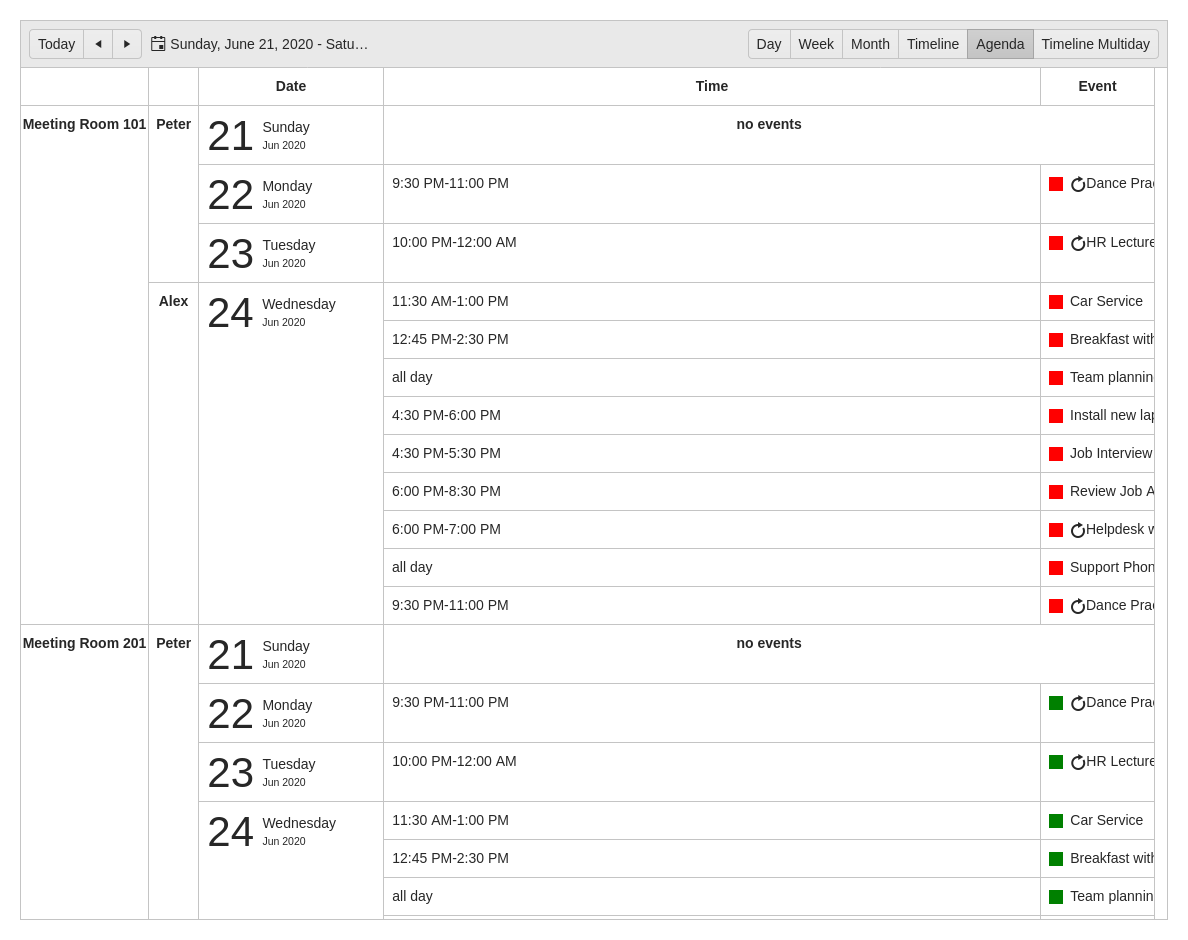 Today Sunday, June 21, 2020 - Satu… Day Week Month Timeline Agenda Timeline Multiday
Date Time Event
Meeting Room 101 Peter 21 Sunday no events
Jun 2020
22 Monday 9:30 PM-11:00 PM Dance Prac
Jun 2020
23 Tuesday 10:00 PM-12:00 AM HR Lecture
Jun 2020
Alex 24 Wednesday 11:30 AM-1:00 PM Car Service
Jun 2020
12:45 PM-2:30 PM Breakfast with
all day Team plannin
4:30 PM-6:00 PM Install new lap
4:30 PM-5:30 PM Job Interview
6:00 PM-8:30 PM Review Job A
6:00 PM-7:00 PM Helpdesk w
all day Support Phon
9:30 PM-11:00 PM Dance Prac
Meeting Room 201 Peter 21 Sunday no events
Jun 2020
22 Monday 9:30 PM-11:00 PM Dance Prac
Jun 2020
23 Tuesday 10:00 PM-12:00 AM HR Lecture
Jun 2020
24 Wednesday 11:30 AM-1:00 PM Car Service
Jun 2020
12:45 PM-2:30 PM Breakfast with
all day Team plannin